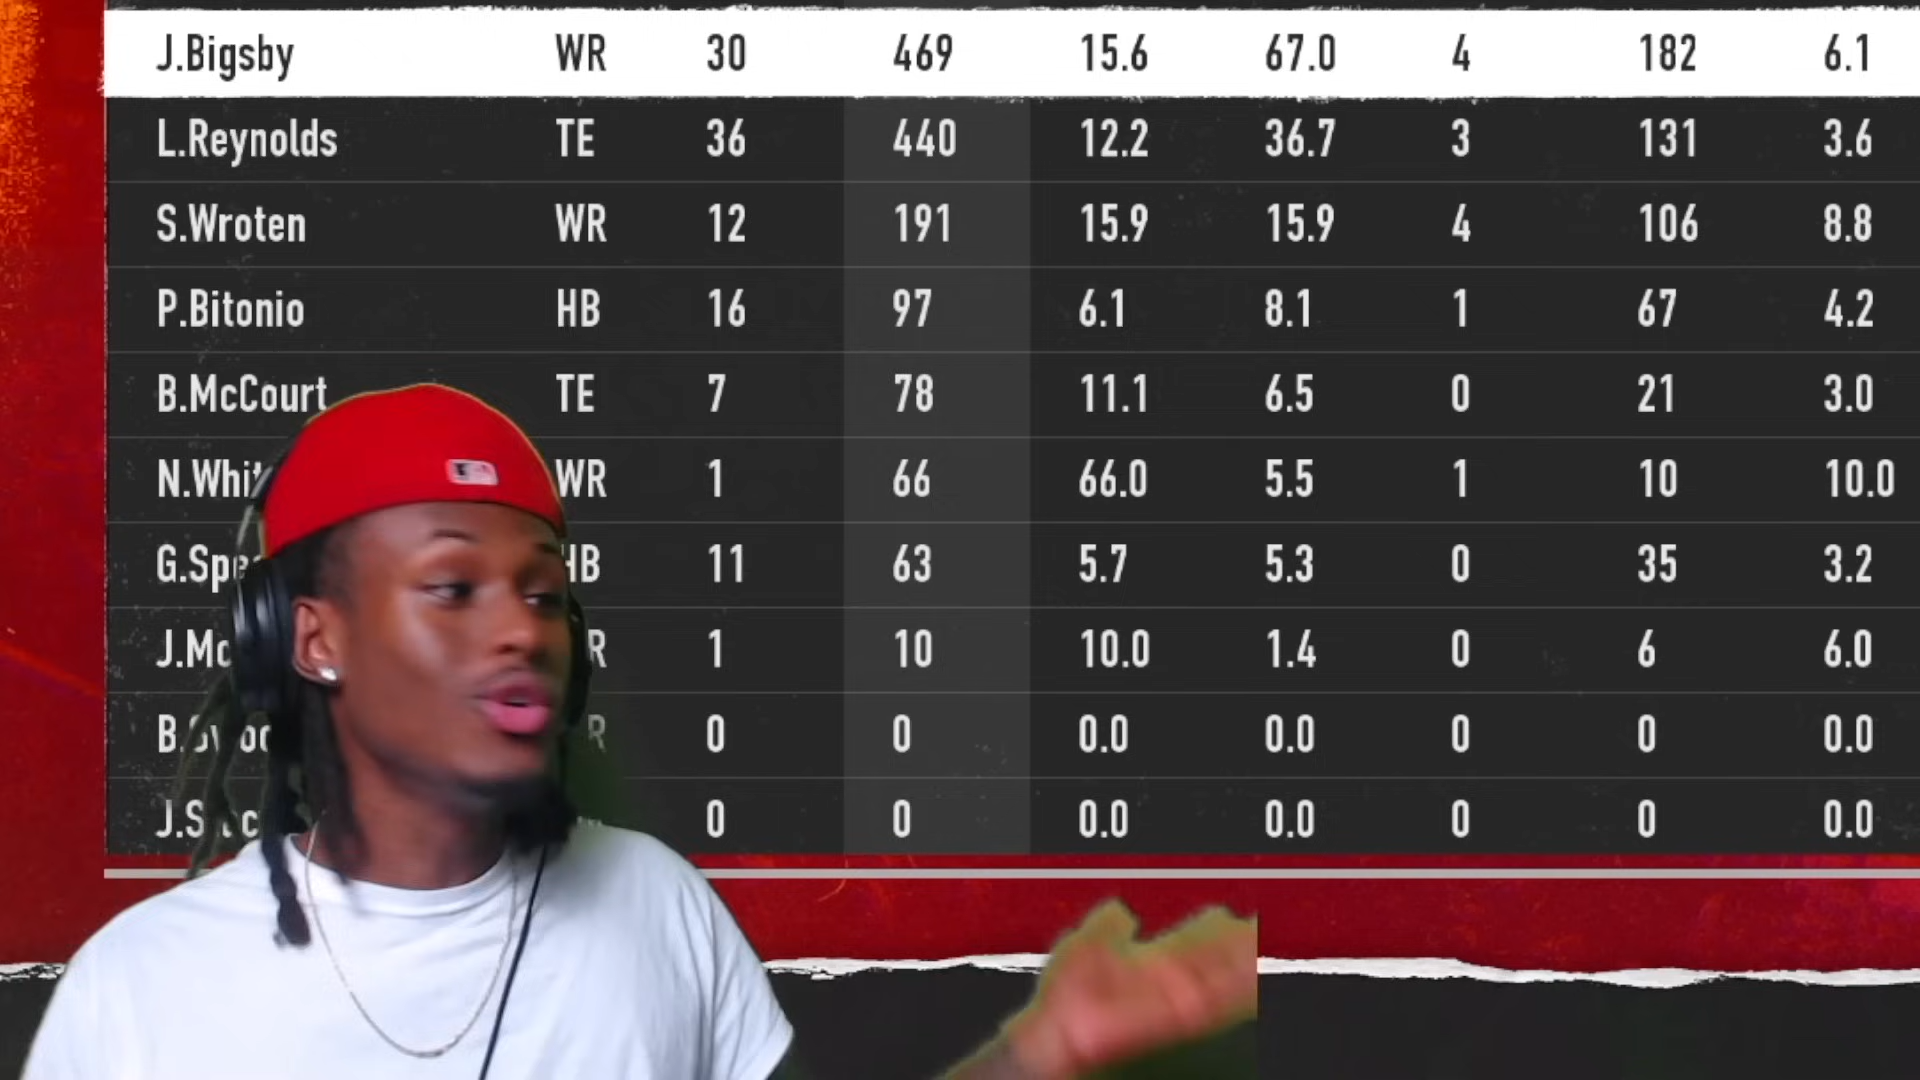 J.Bigsby WR 30 469 15.6 67.0 4 182 6.1
L.Reynolds TE 36 440 12.2 36.7 3 131 3.6
S.Wroten WR 12 191 15.9 15.9 4 106 8.8
P.Bitonio HB 16 97 6.1 8.1 1 67 4.2
B.McCourt TE 7 78 11.1 6.5 0 21 3.0
WR 1 66 66.0 5.5 1 10 10.0
HB 11 63 5.7 5.3 0 35 3.2
1 10 10.0 1.4 0 6 6.0
0 0 0.0 0.0 0 0 0.0
0 0 0.0 0.0 0 0 0.0